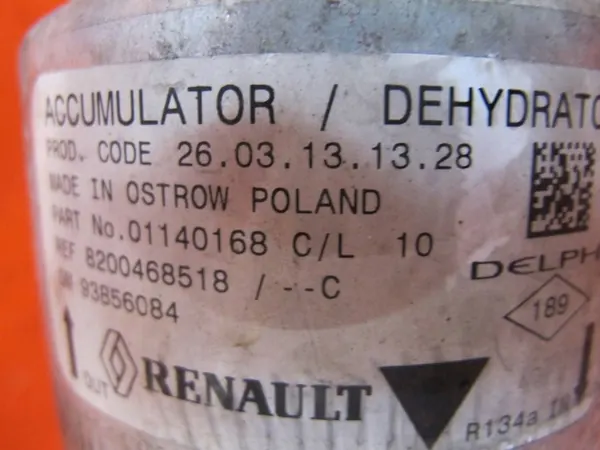 ACCUMULATOR / DEHYDRATO
PROD. CODE 26.03.13.13.28
MADE IN OSTROW POLAND
PART No.01140168 C/L 10
REF 8200468518 / --C
DELPH
GM 93856084
189
OUT
RENAULT
R134a IN